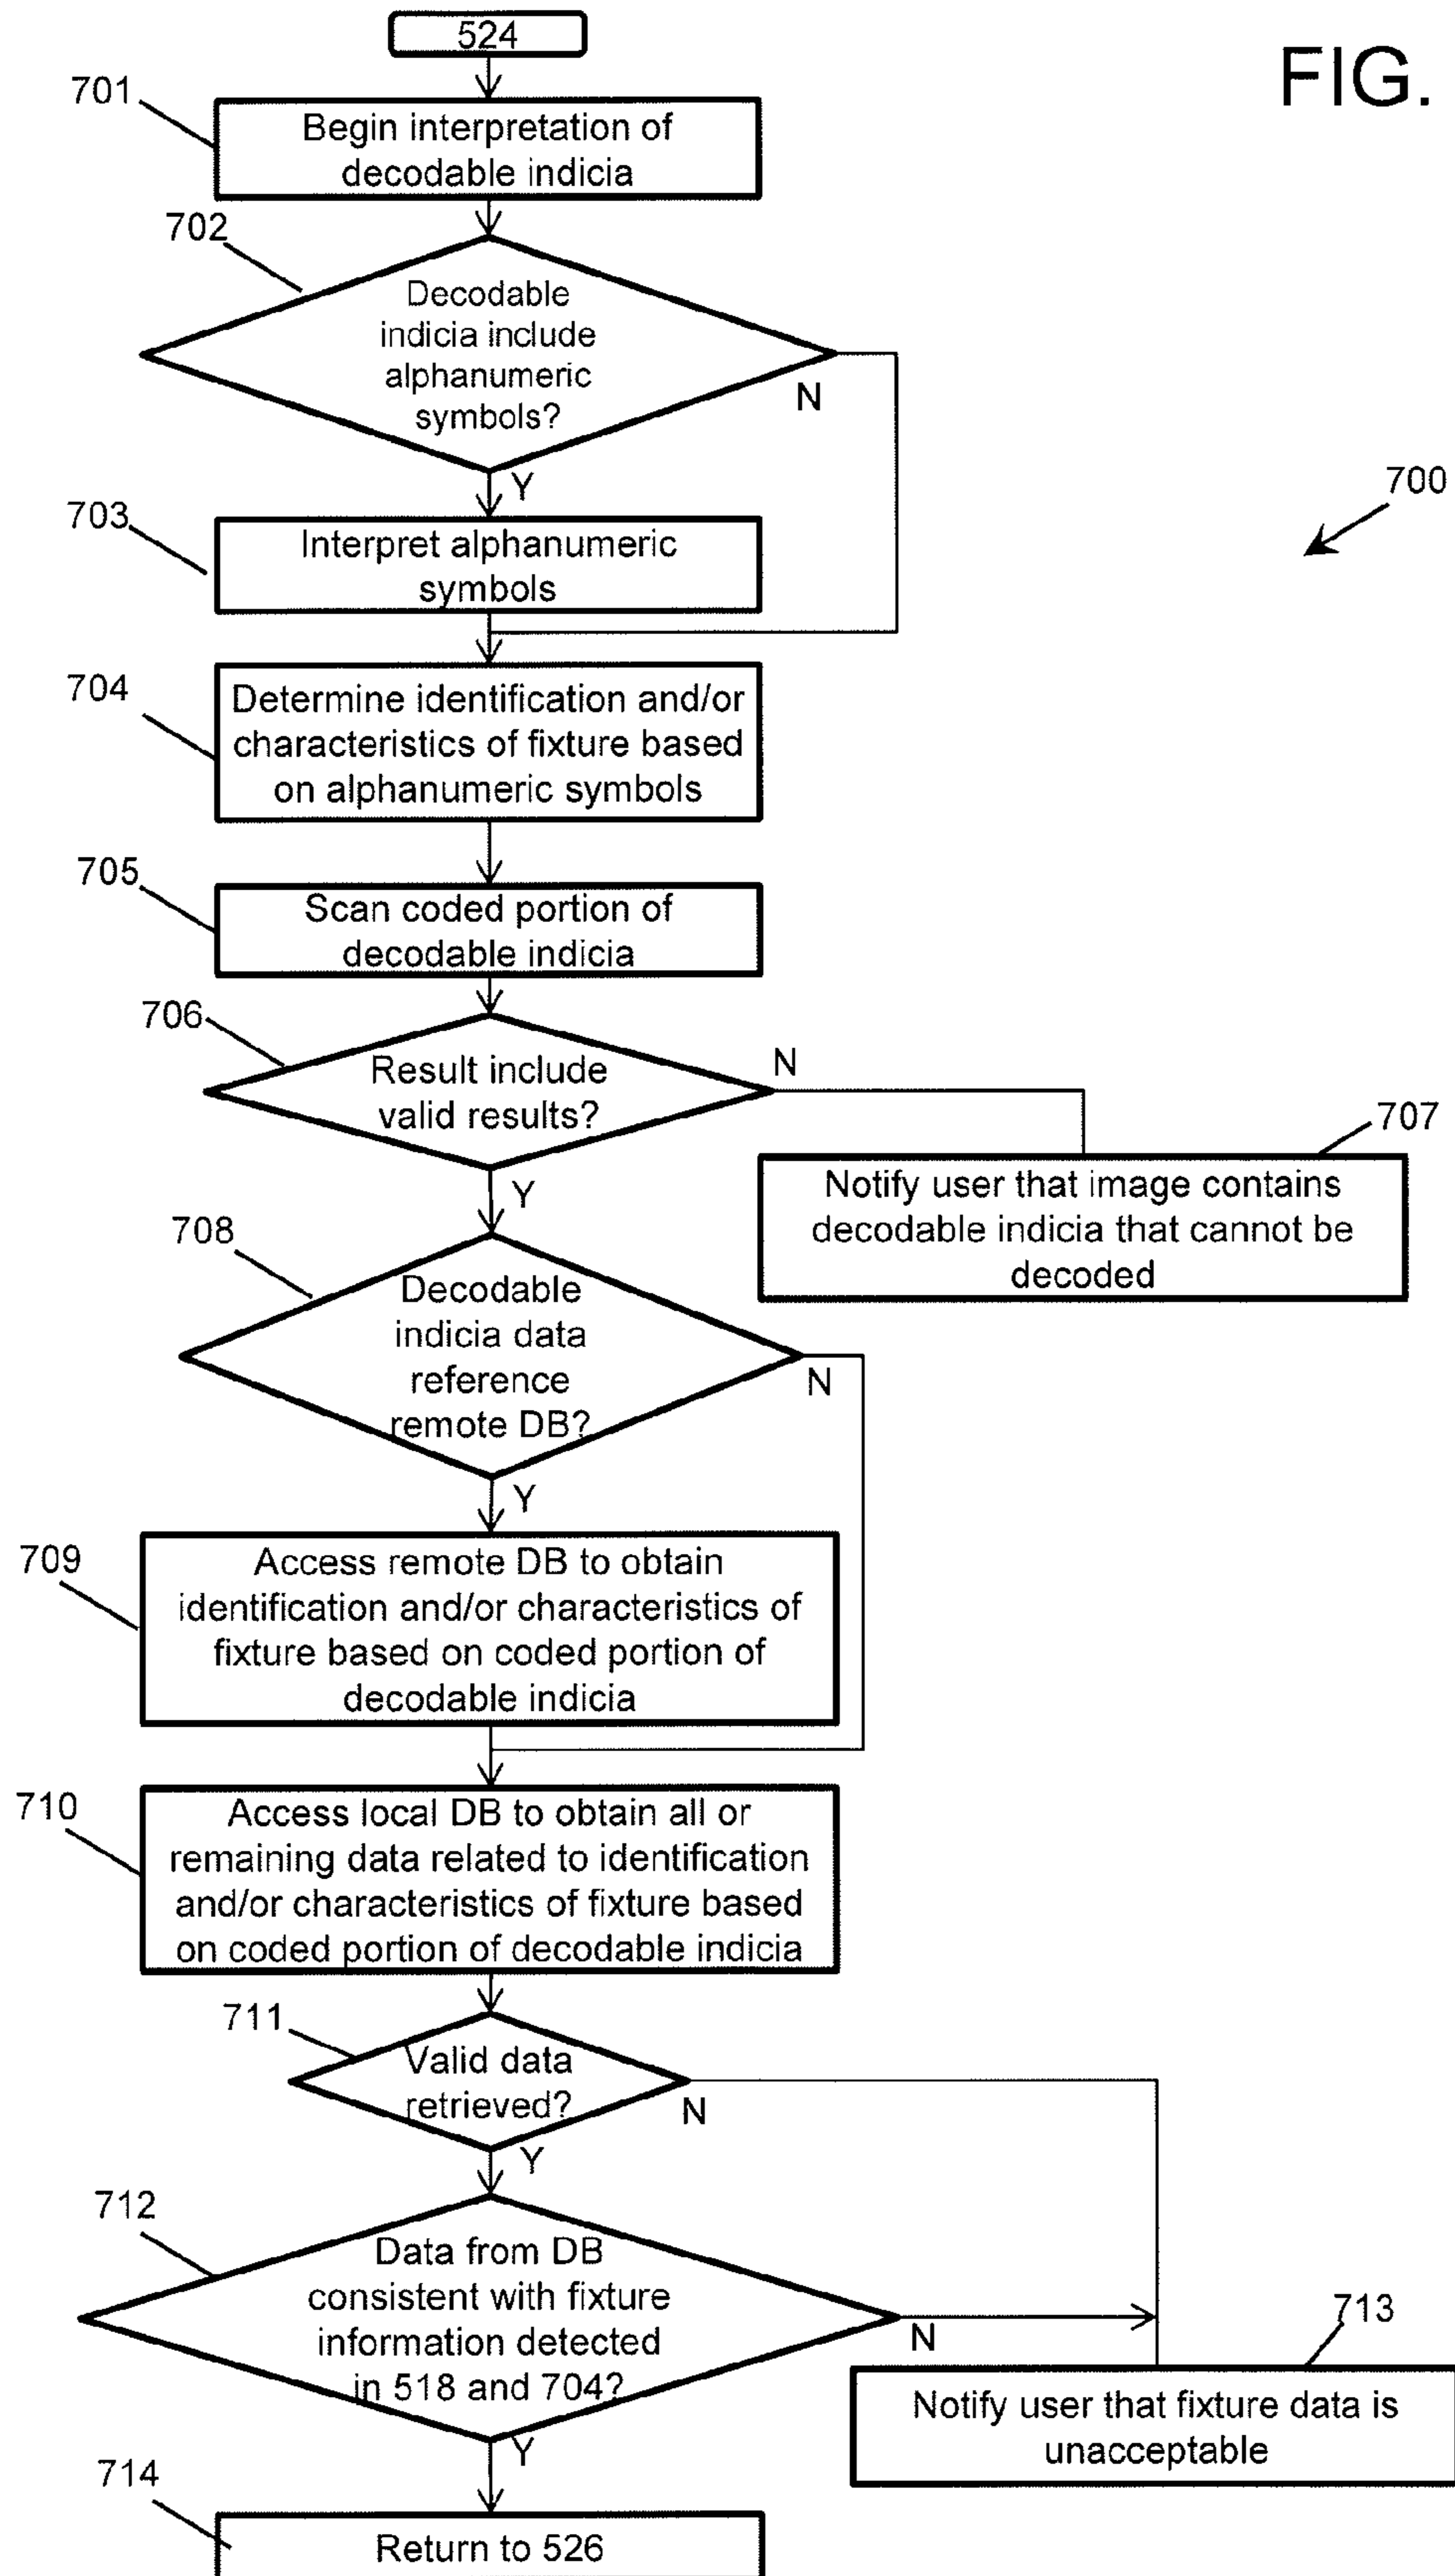 524
FIG.
701
Begin interpretation of
decodable indicia
702
Decodable
indicia include
alphanumeric
symbols?
N
Y
700
703
Interpret alphanumeric
symbols
704
Determine identification and/or
characteristics of fixture based
on alphanumeric symbols
705
Scan coded portion of
decodable indicia
706
Result include
valid results?
N
Y
707
Notify user that image contains
decodable indicia that cannot be
decoded
708
Decodable
indicia data
reference
remote DB?
N
Y
709
Access remote DB to obtain
identification and/or characteristics of
fixture based on coded portion of
decodable indicia
710
Access local DB to obtain all or
remaining data related to identification
and/or characteristics of fixture based
on coded portion of decodable indicia
711
Valid data
retrieved?
N
Y
712
Data from DB
consistent with fixture
information detected
in 518 and 704?
N
Y
713
Notify user that fixture data is
unacceptable
714
Return to 526